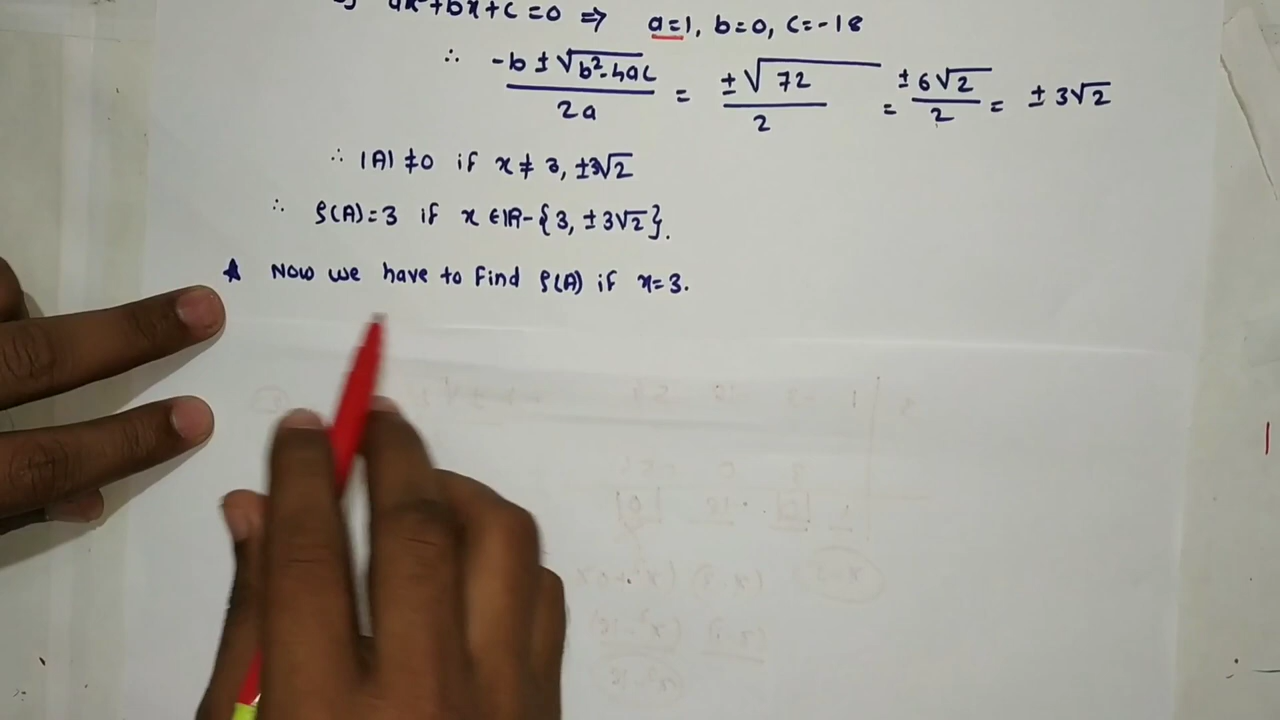 ax²+bx+c=0 ⇒ a=1, b=0, c=-18
∴ -b ± √b²-4ac / 2a = ±√72 / 2 = ±6√2 / 2 = ± 3√2
∴ |A| ≠0 if x ≠ 3, ±3√2
∴ ρ(A)=3 if x ∈ℝ-{3, ±3√2}.
★ Now we have to find ρ(A) if x=3.